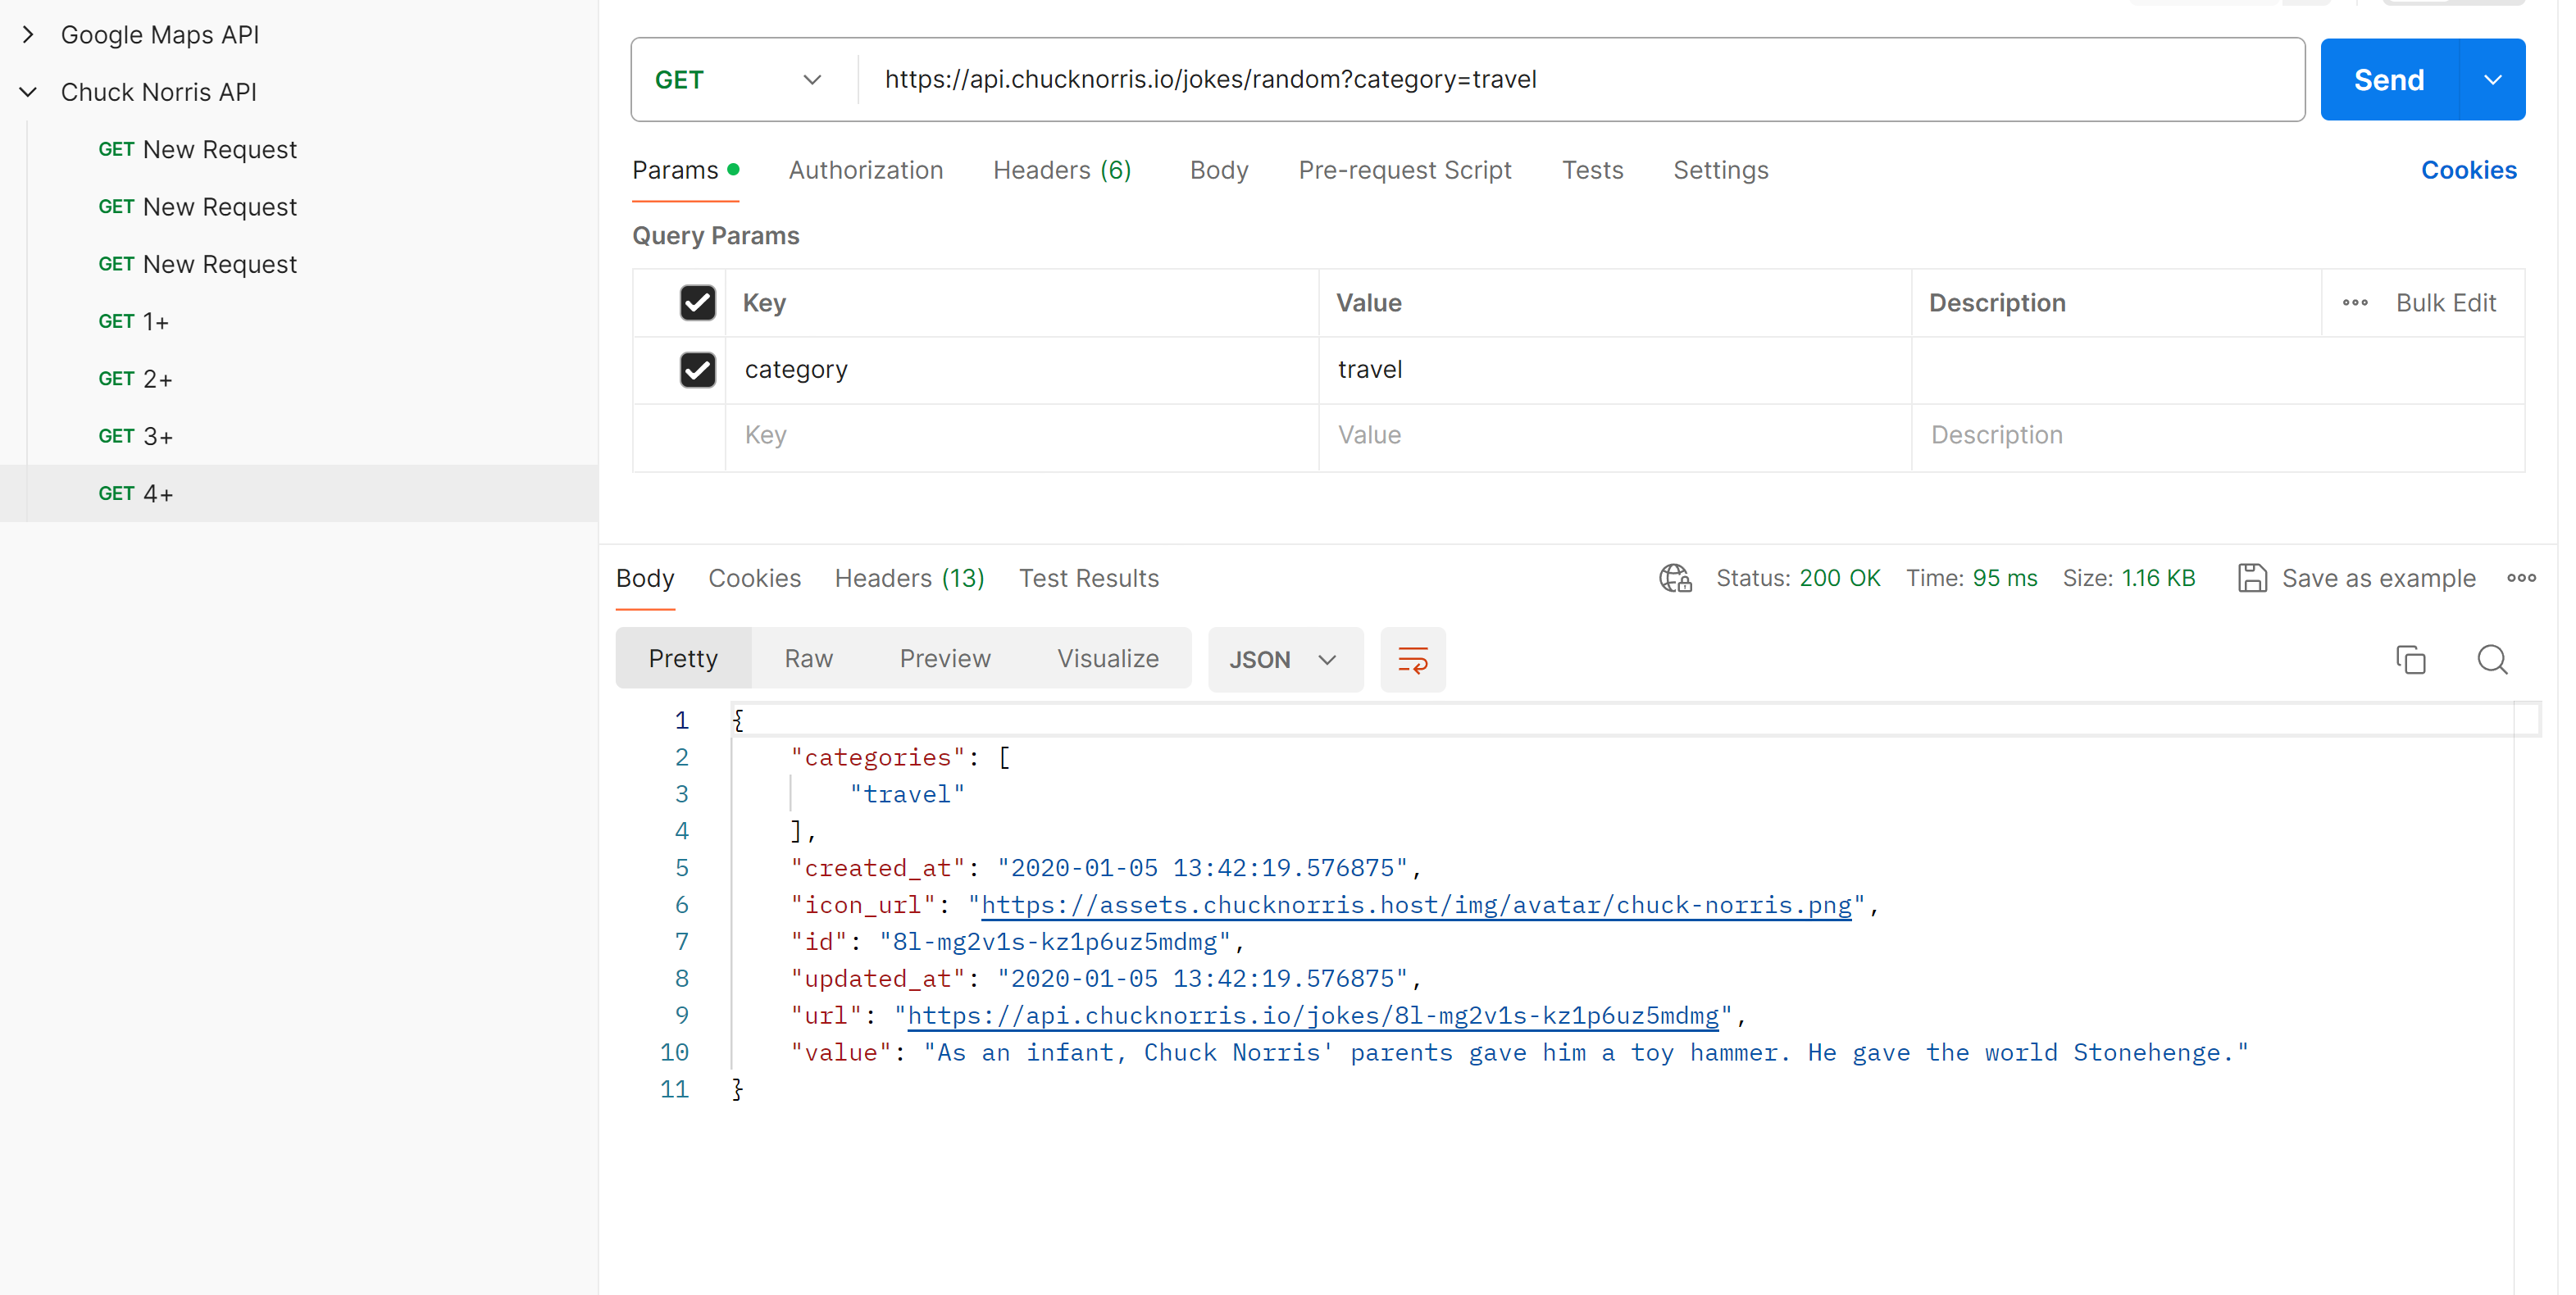 Google Maps API
Chuck Norris API
GET New Request
GET New Request
GET New Request
GET 1+
GET 2+
GET 3+
GET 4+
GET https://api.chucknorris.io/jokes/random?category=travel Send
Params Authorization Headers (6) Body Pre-request Script Tests Settings Cookies
Query Params
Key Value Description Bulk Edit
category travel
Key Value Description
Body Cookies Headers (13) Test Results Status: 200 OK Time: 95 ms Size: 1.16 KB Save as example
Pretty Raw Preview Visualize JSON
1 {
2 "categories": [
3 "travel"
4 ],
5 "created_at": "2020-01-05 13:42:19.576875",
6 "icon_url": "https://assets.chucknorris.host/img/avatar/chuck-norris.png",
7 "id": "8l-mg2v1s-kz1p6uz5mdmg",
8 "updated_at": "2020-01-05 13:42:19.576875",
9 "url": "https://api.chucknorris.io/jokes/8l-mg2v1s-kz1p6uz5mdmg",
10 "value": "As an infant, Chuck Norris' parents gave him a toy hammer. He gave the world Stonehenge."
11 }